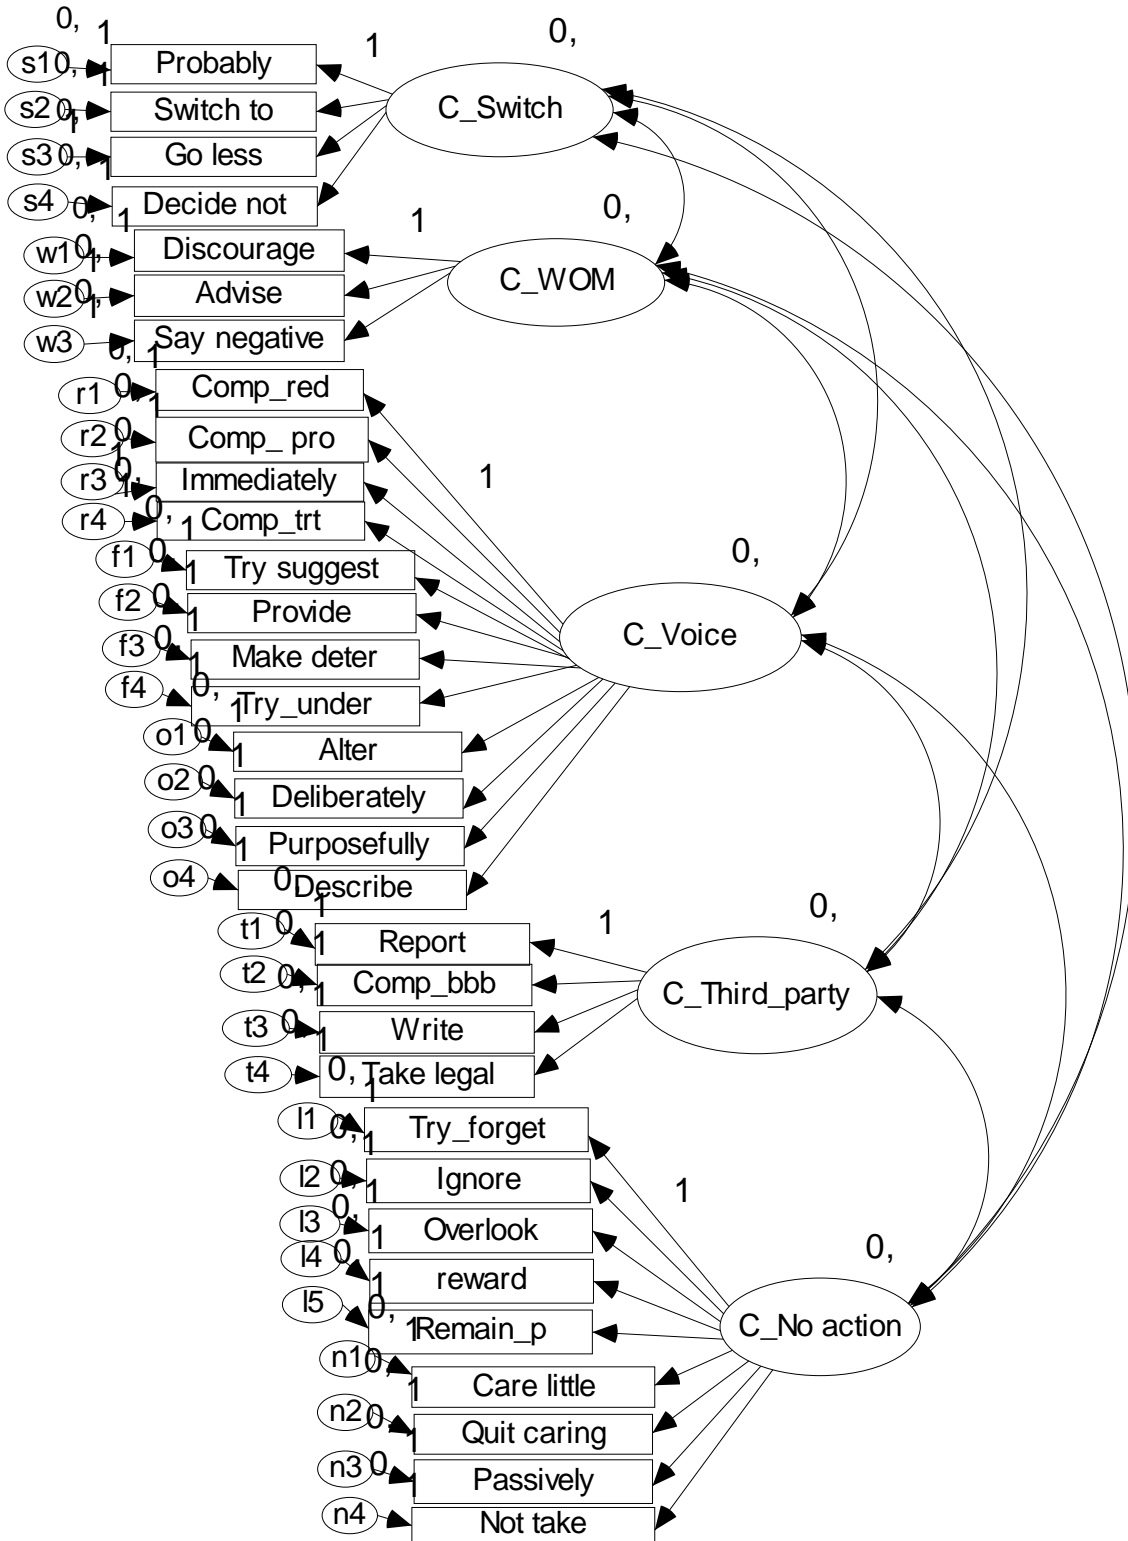 0, 1 1 0,
s1 0, 1 Probably
C_Switch
s2 0, 1 Switch to
s3 0, 1 Go less
s4 Decide not
0, 1 1 0,
w1 0, 1 Discourage
C_WOM
w2 0, 1 Advise
w3 Say negative
0, 1
r1 0, 1 Comp_red
r2 0, 1 Comp_ pro
r3 0, 1 Immediately 1
r4 Comp_trt
0, 1
f1 0, 1 Try suggest 0,
f2 0, 1 Provide
C_Voice
f3 0, 1 Make deter
f4 Try_under
0, 1
o1 0, 1 Alter
o2 0, 1 Deliberately
o3 0, 1 Purposefully
o4 Describe
0, 1 1 0,
t1 0, 1 Report
t2 0, 1 Comp_bbb
C_Third_party
t3 0, 1 Write
t4 Take legal
0, 1
l1 0, 1 Try_forget
l2 0, 1 Ignore 1
l3 0, 1 Overlook 0,
l4 0, 1 reward
l5 Remain_p
C_No action
0, 1
n1 0, 1 Care little
n2 0, 1 Quit caring
n3 0, 1 Passively
n4 Not take